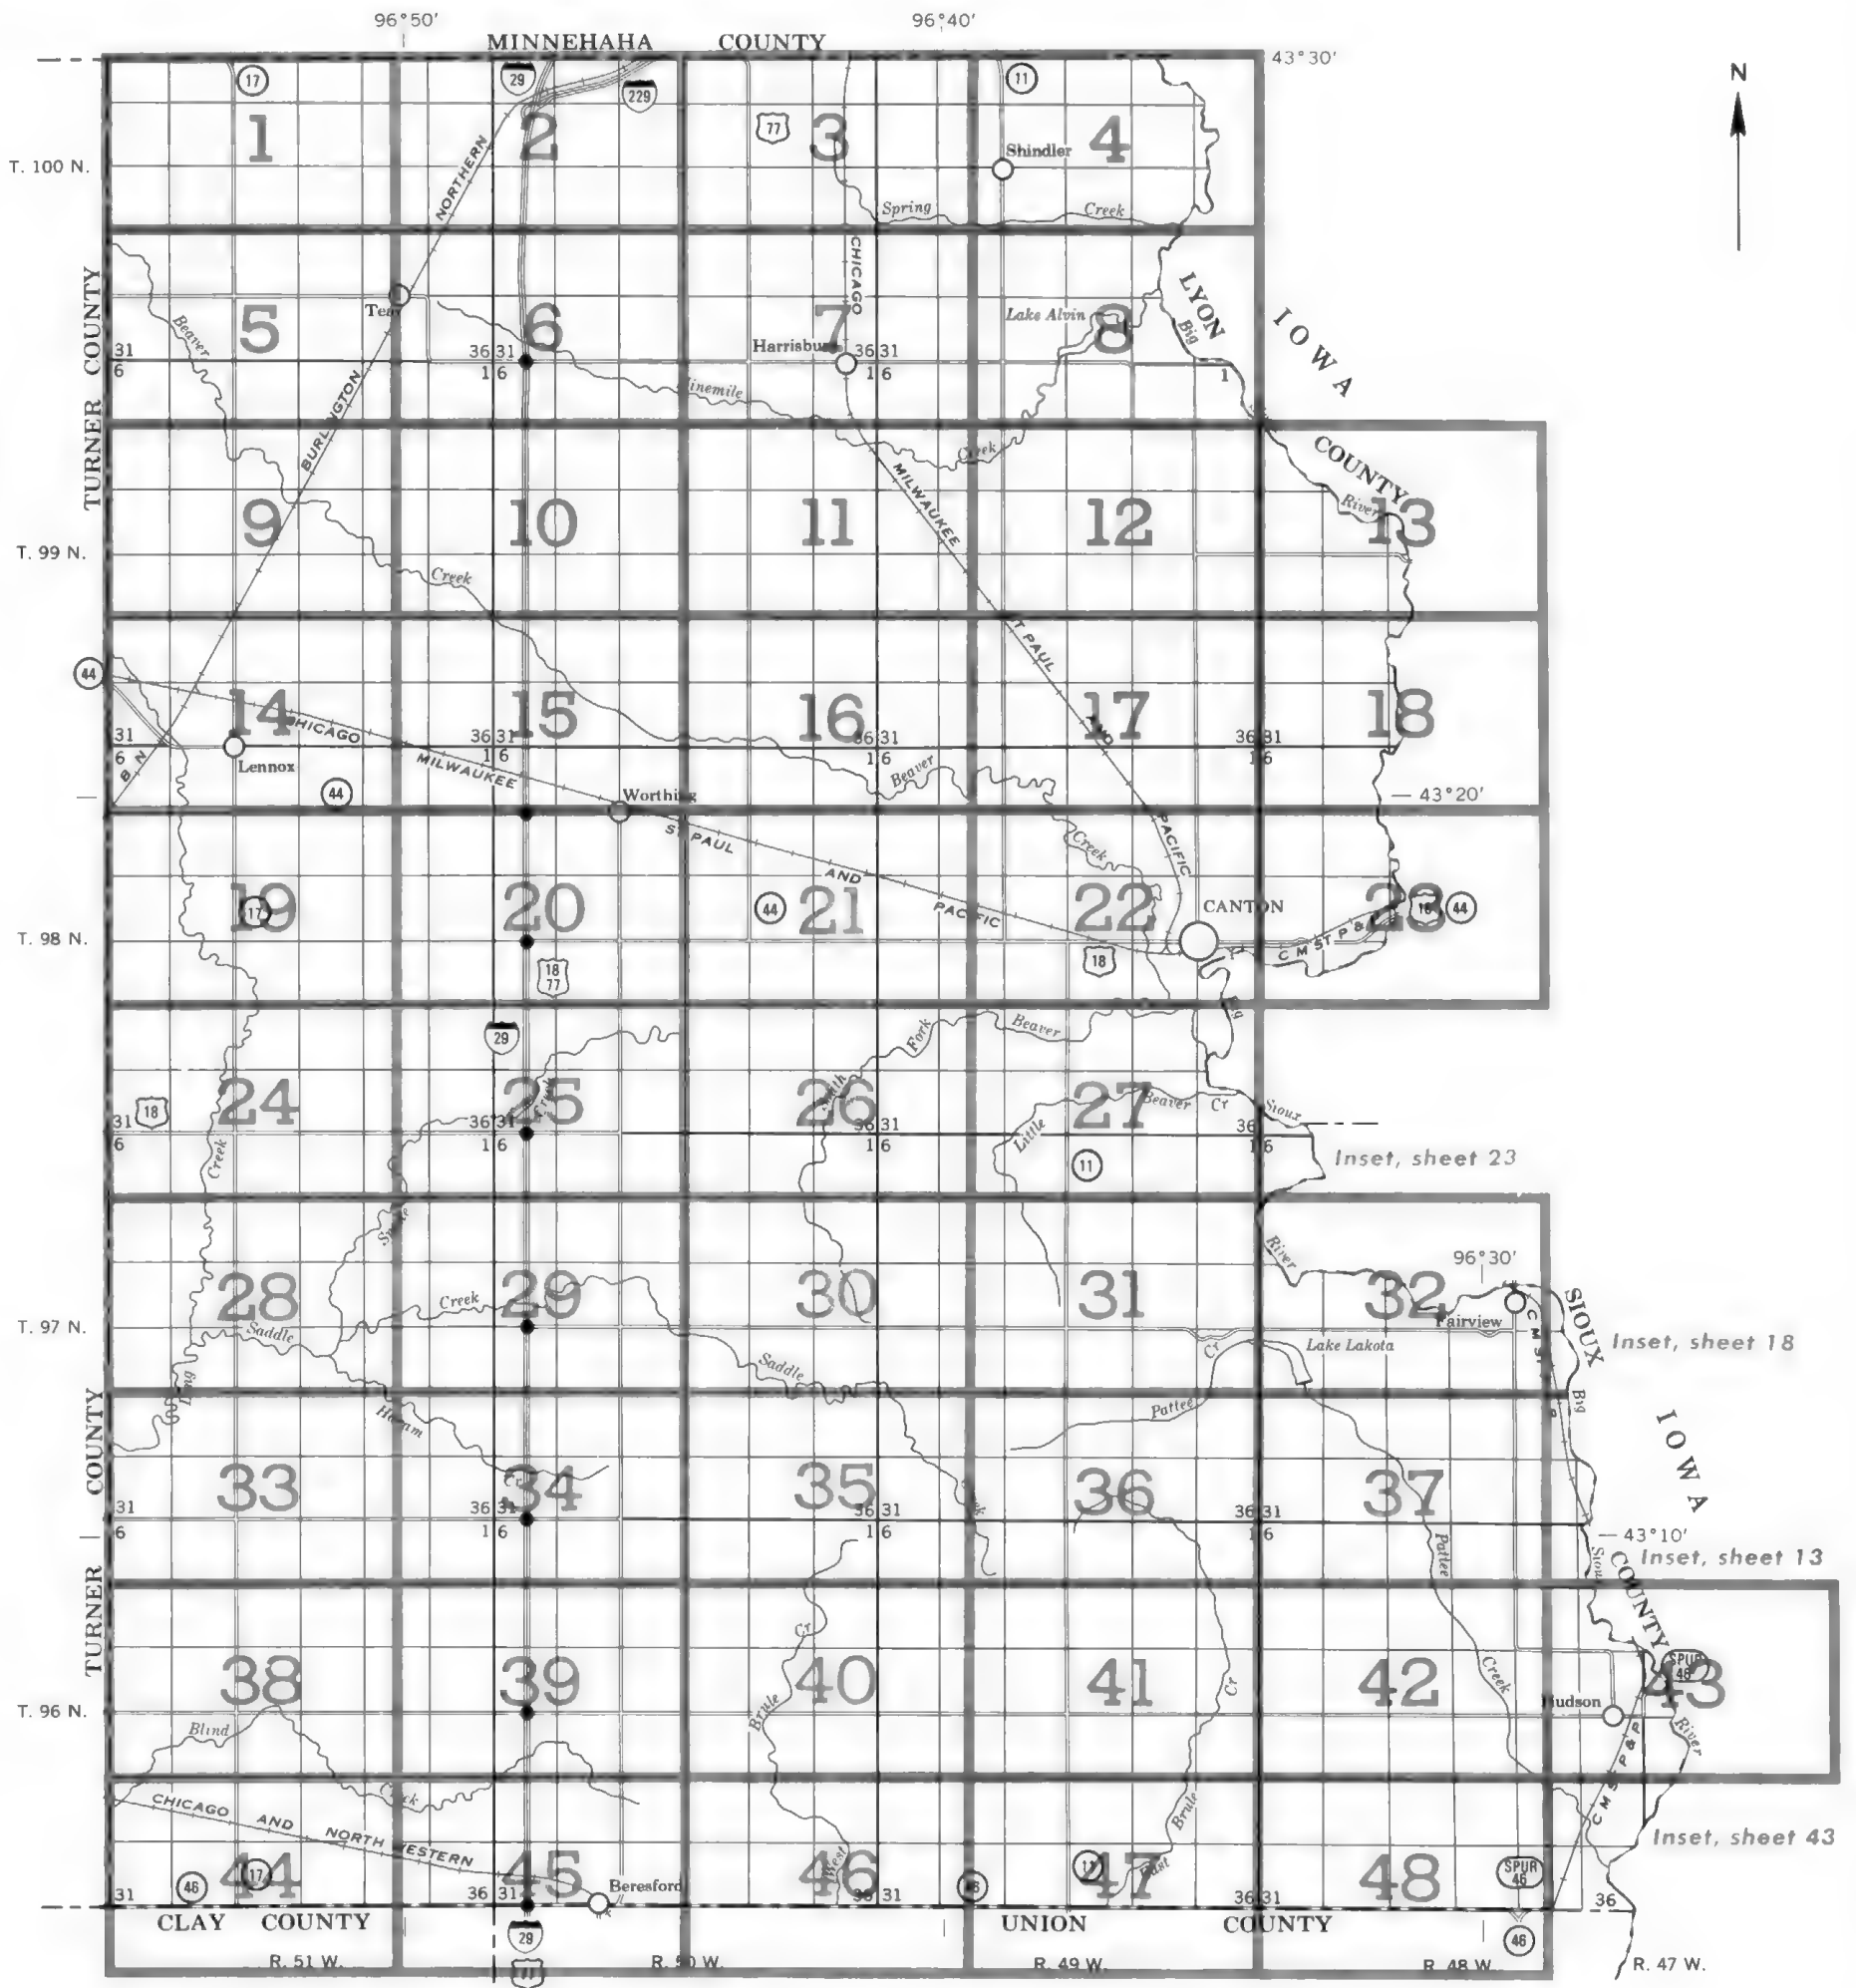 96°50' 96°40'
MINNEHAHA COUNTY
43°30'
N
17 29 229 77 11
1 2 3 4
Shindler
T. 100 N.
NORTHERN
Spring Creek
TURNER COUNTY
CHICAGO
LYON
IOWA
Beaver
Tea
5 6 7 8
Lake Alvin
Big
Harrisburg
31 36 31 36 31
6 1 6 1 6 1
BURLINGTON
Creek
COUNTY
MILWAUKEE
River
9 10 11 12 13
T. 99 N.
Creek
ST PAUL
44
14 15 16 17 18
CHICAGO
AND
31 36 31 36 31 36 31
6 1 6 1 6 1 6
B N
Lennox
MILWAUKEE
Beaver
44
Worthing
43°20'
ST PAUL
PACIFIC
Creek
AND
19 20 21 22 23
17 44 18 44
PACIFIC
CANTON
T. 98 N.
C M ST P &
18
18
77
Big
29
Fork Beaver
24 25 26 27
18
Creek
Beaver Cr
Sioux
31 36 31 36 31 36
6 1 6 1 6 1 6
Little
Creek
11
Inset, sheet 23
River
96°30'
28 29 30 31 32
Creek
SIOUX
Saddle
Fairview
T. 97 N.
Cr
Lake Lakota
Inset, sheet 18
Saddle
Long
Pattee
Big
TURNER COUNTY
IOWA
33 34 35 36 37
Cr
31 36 31 36 31 36 31
6 1 6 1 6 1 6
43°10'
Pattee
Inset, sheet 13
COUNTY
Cr
SPUR
46
38 39 40 41 42 43
Creek
Cr
Hudson
T. 96 N.
Blind
Brule
River
Creek
CHICAGO AND NORTH WESTERN
C M ST P & P
Brule
Inset, sheet 43
44 45 46 47 48
46 17 11
West
East
SPUR
46
Beresford
31 36 31 36 31 36 31 36
CLAY COUNTY
UNION COUNTY
29
46
R. 51 W. R. 50 W. R. 49 W. R. 48 W. R. 47 W.